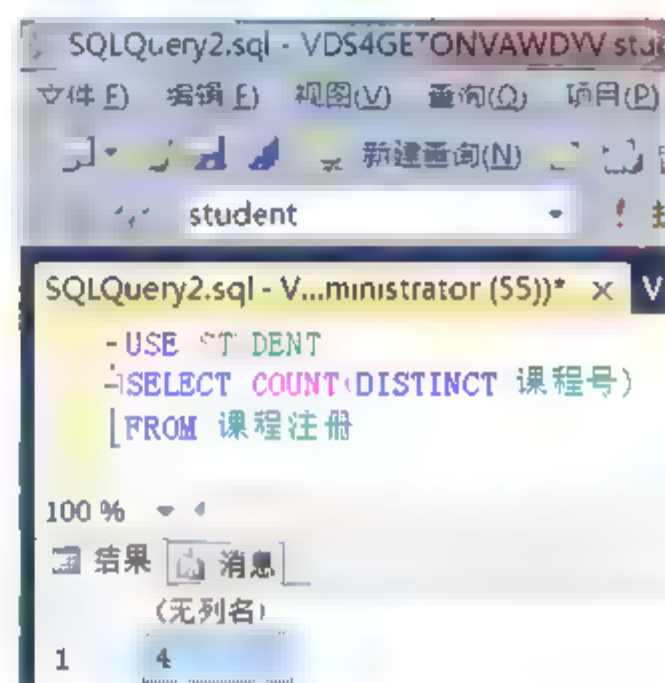 SQLQuery2.sql - VDS4GE
文件 编辑 视图(V) 查询(Q) 项目(P)
新建查询(N)
student
!
SQLQuery2.sql - V...ministrator (55))* × V
USE
SELECT COUNT(DISTINCT 课程号)
FROM 课程注册
100 %
结果 消息
(无列名)
1 4